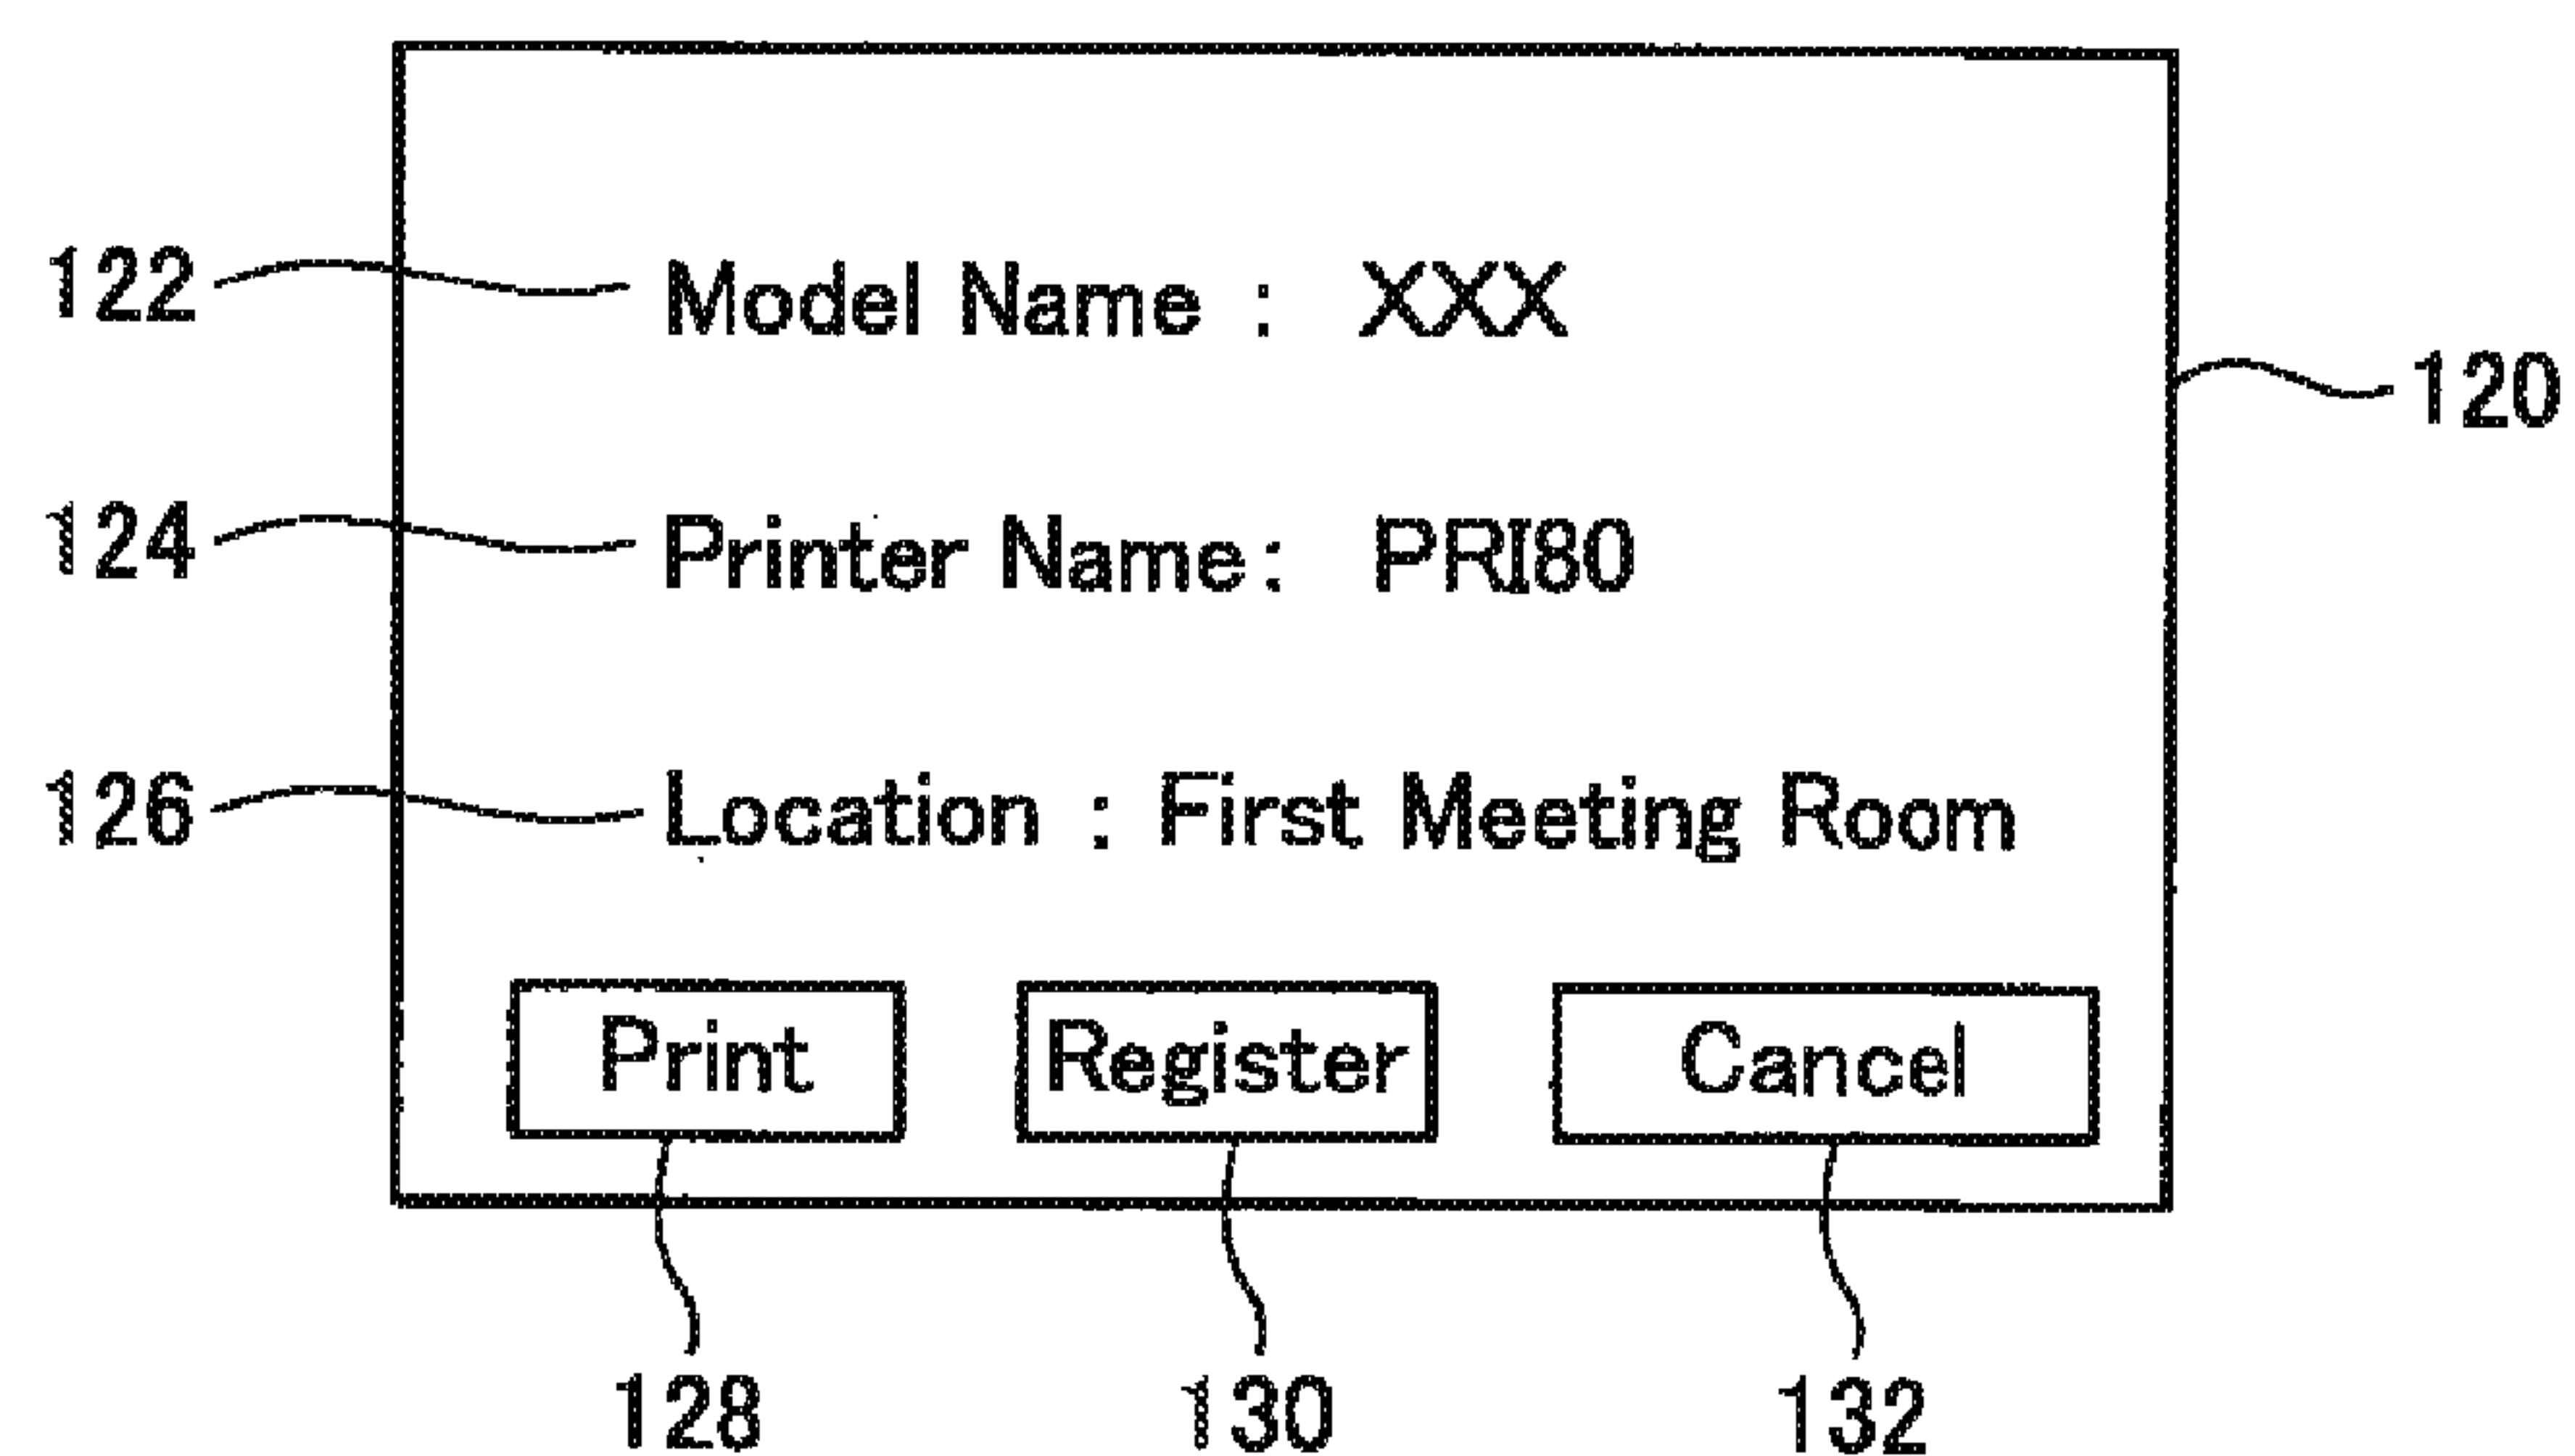 122 Model Name : XXX
120
124 Printer Name : PRI80
126 Location : First Meeting Room
Print Register Cancel
128 130 132